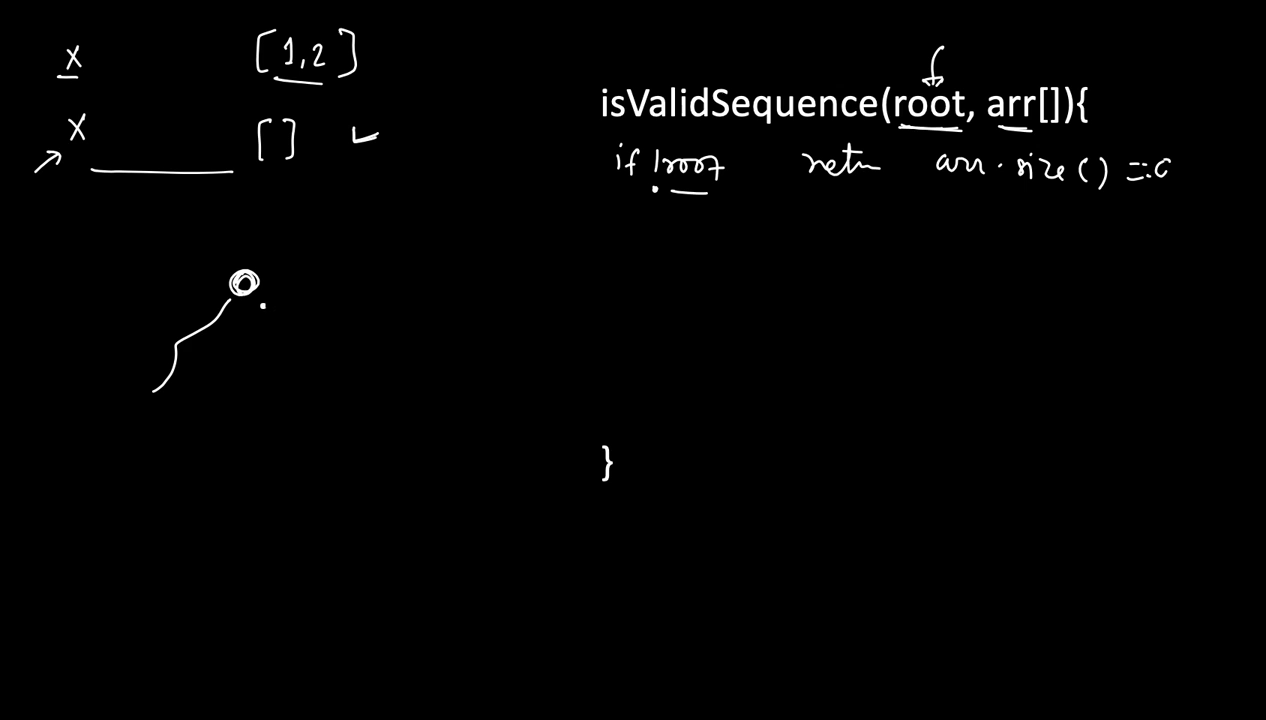 x [1,2]
isValidSequence(root, arr[]){
x []
if !root retn arr.size() ==0
}